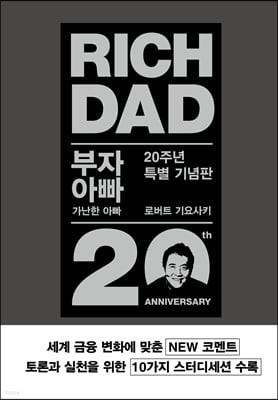 RICH
DAD
부자 20주년
아빠 특별 기념판
가난한 아빠 로버트 기요사키
20th
ANNIVERSARY
세계 금융 변화에 맞춘 NEW 코멘트
토론과 실천을 위한 10가지 스터디세션 수록